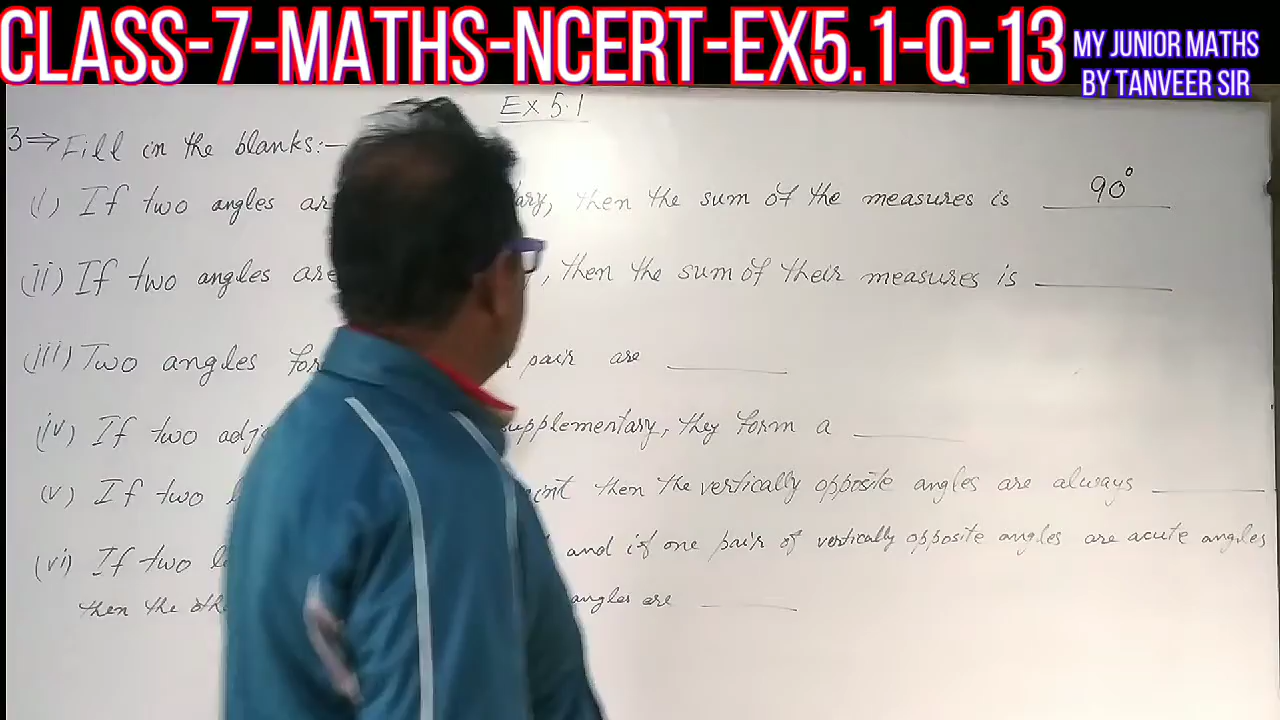 CLASS-7-MATHS-NCERT-EX5.1-Q-13
MY JUNIOR MATHS
BY TANVEER SIR
Ex 5.1
3⇒ Fill in the blanks:-
(i) If two angles ar ary, then the sum of the measures is 90°
(ii) If two angles are , then the sum of their measures is
(iii) Two angles for pair are
(iv) If two adj supplementary, they form a
(v) If two l oint then the vertically opposite angles are always
(vi) If two l and if one pair of vertically opposite angles are acute angles
then the oth angles are